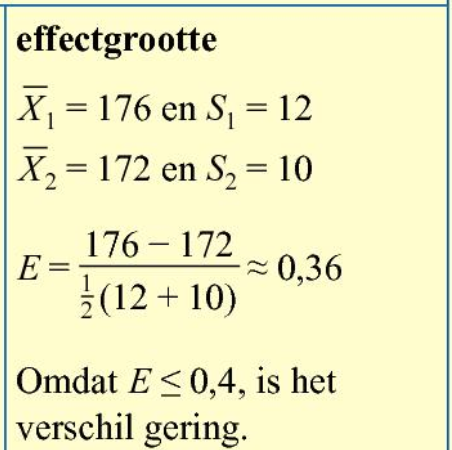 effectgrootte
X̅₁ = 176 en S₁ = 12
X̅₂ = 172 en S₂ = 10
E = (176 − 172) / (½(12 + 10)) ≈ 0,36
Omdat E ≤ 0,4, is het
verschil gering.